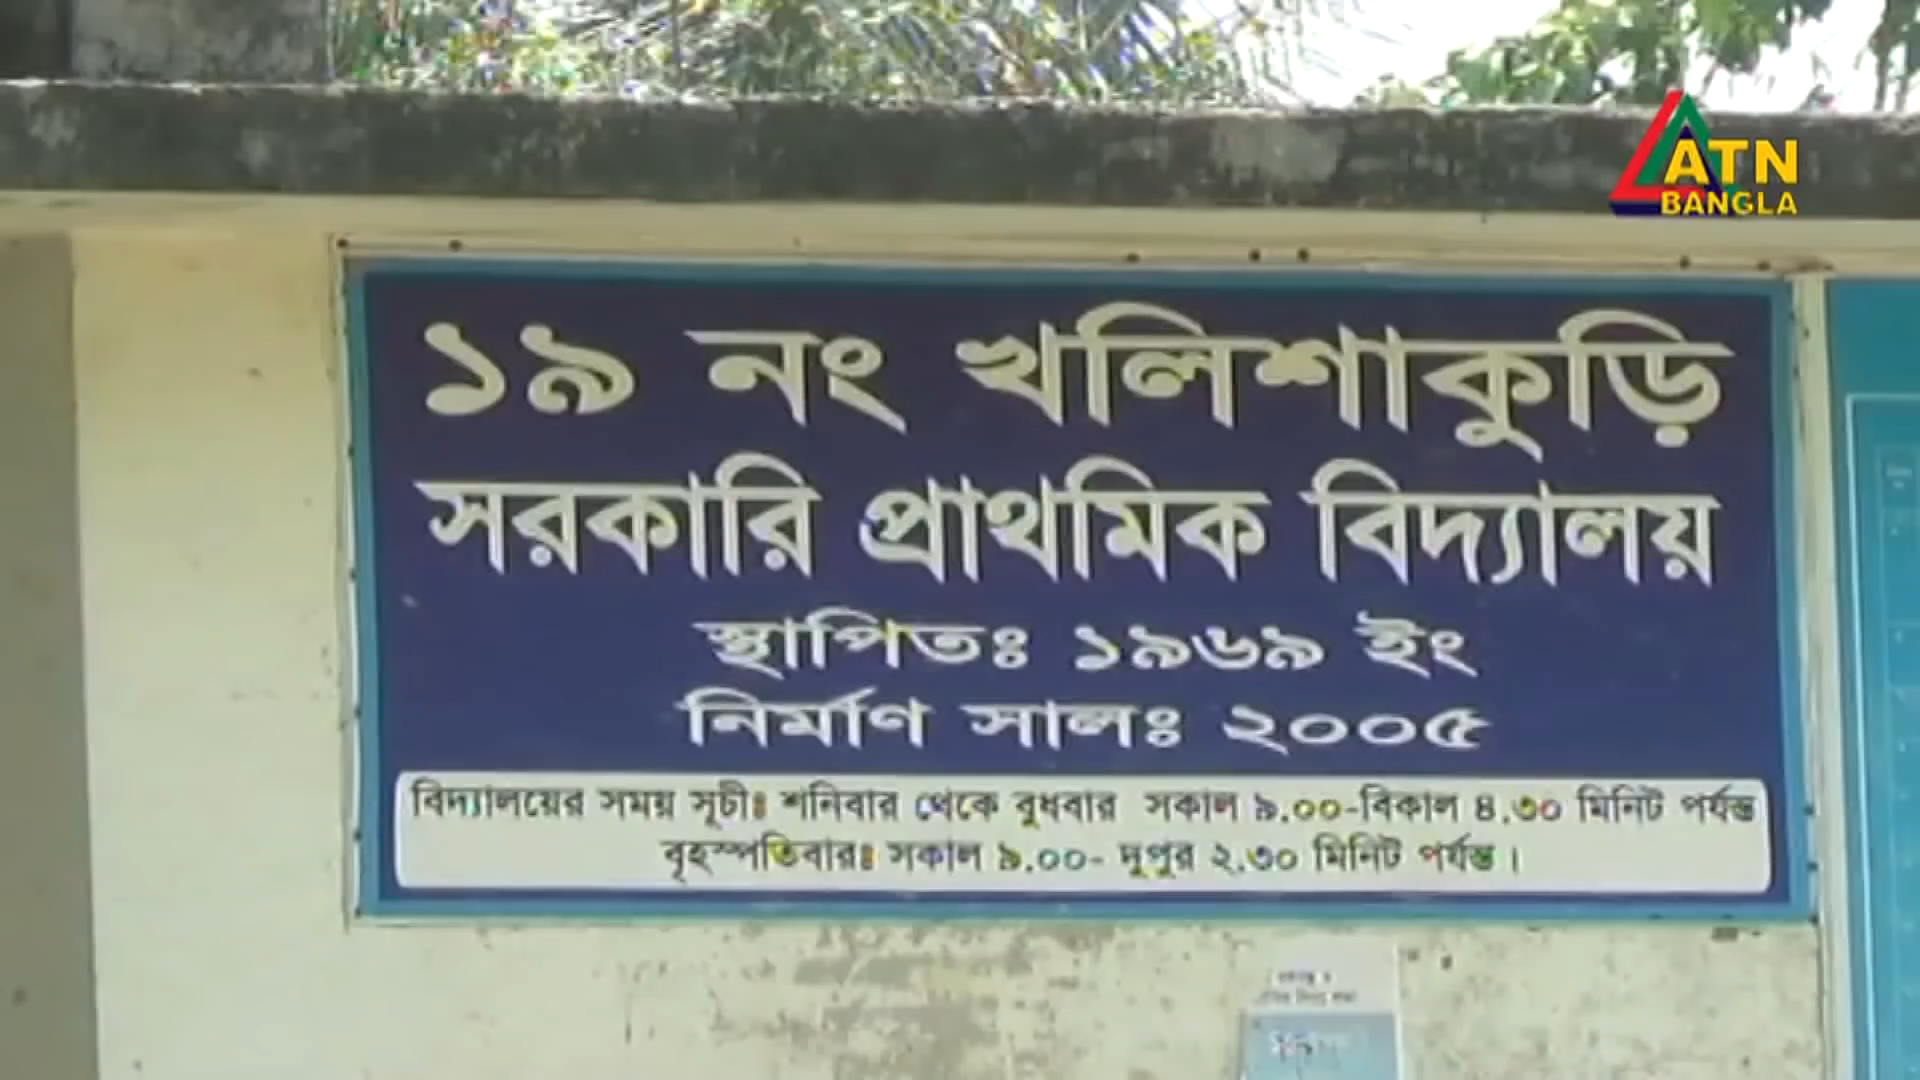 ATN
BANGLA
১৯ নং খলিশাকুড়ি
সরকারি প্রাথমিক বিদ্যালয়
স্থাপিতঃ ১৯৬৯ ইং
নির্মাণ সালঃ ২০০৫
বিদ্যালয়ের সময় সূচীঃ শনিবার থেকে বুধবার সকাল ৯.০০-বিকাল ৪.৩০ মিনিট পর্যন্ত
বৃহস্পতিবারঃ সকাল ৯.০০- দুপুর ২.৩০ মিনিট পর্যন্ত।